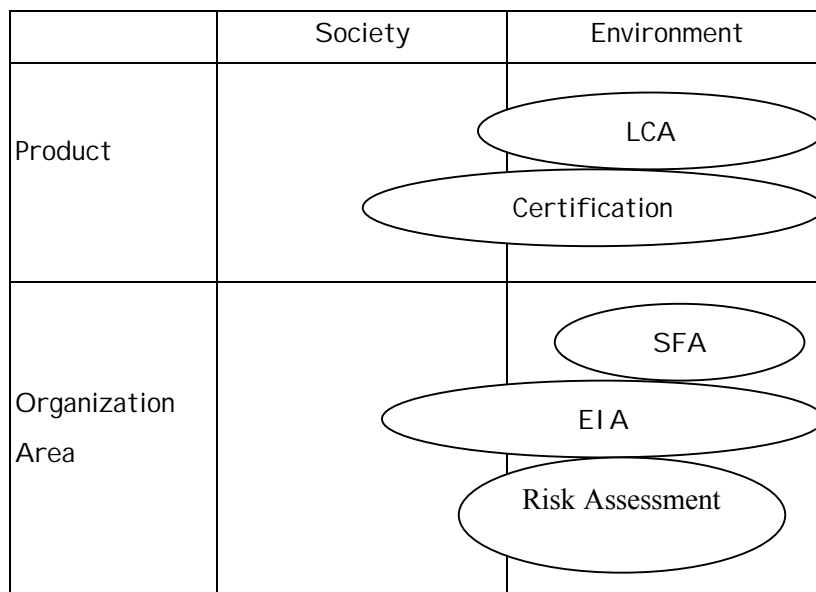 Society Environment
Product
LCA
Certification
Organization
Area
SFA
EIA
Risk Assessment